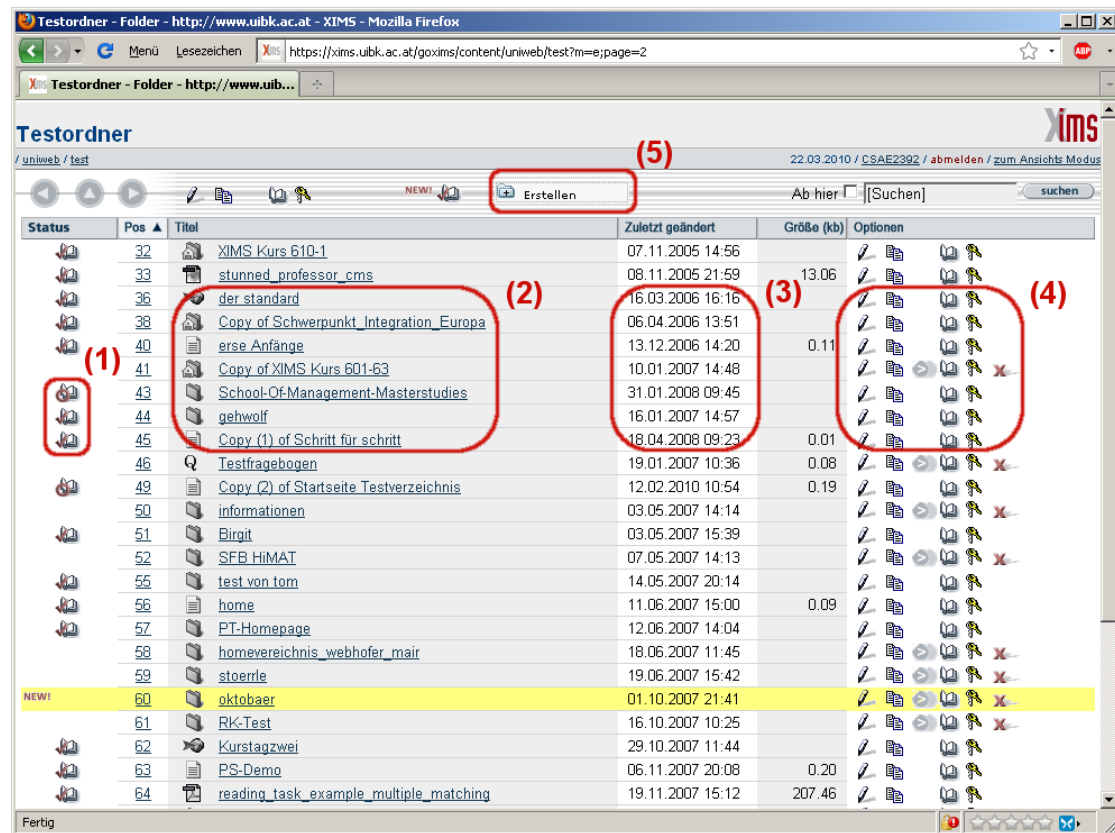 Testordner - Folder - http://www.uibk.ac.at - XIMS - Mozilla Firefox
Menü Lesezeichen Xims https://xims.uibk.ac.at/goxims/content/uniweb/test?m=e;page=2 ABP
Xims Testordner - Folder - http://www.uib...
Xims
Testordner
(5)
/ uniweb / test 22.03.2010 / CSAE2392 / abmelden / zum Ansichts Modus
NEW! Erstellen Ab hier [Suchen] suchen
Status Pos ▲ Titel Zuletzt geändert Größe (kb) Optionen
32 XIMS Kurs 610-1 07.11.2005 14:56
33 stunned_professor_cms 08.11.2005 21:59 13.06
36 der standard (2) 16.03.2006 16:16 (3) (4)
38 Copy of Schwerpunkt_Integration_Europa 06.04.2006 13:51
40 erse Anfänge 13.12.2006 14:20 0.11
(1) 41 Copy of XIMS Kurs 601-63 10.01.2007 14:48
43 School-Of-Management-Masterstudies 31.01.2008 09:45
44 gehwolf 16.01.2007 14:57
45 Copy (1) of Schritt für schritt 18.04.2008 09:23 0.01
46 Q Testfragebogen 19.01.2007 10:36 0.08
49 Copy (2) of Startseite Testverzeichnis 12.02.2010 10:54 0.19
50 informationen 03.05.2007 14:14
51 Birgit 03.05.2007 15:39
52 SFB HiMAT 07.05.2007 14:13
55 test von tom 14.05.2007 20:14
56 home 11.06.2007 15:00 0.09
57 PT-Homepage 12.06.2007 14:04
58 homevereichnis_webhofer_mair 18.06.2007 11:45
59 stoerrle 19.06.2007 15:42
NEW! 60 oktobaer 01.10.2007 21:41
61 RK-Test 16.10.2007 10:25
62 Kurstagzwei 29.10.2007 11:44
63 PS-Demo 06.11.2007 20:08 0.20
64 reading_task_example_multiple_matching 19.11.2007 15:12 207.46
Fertig